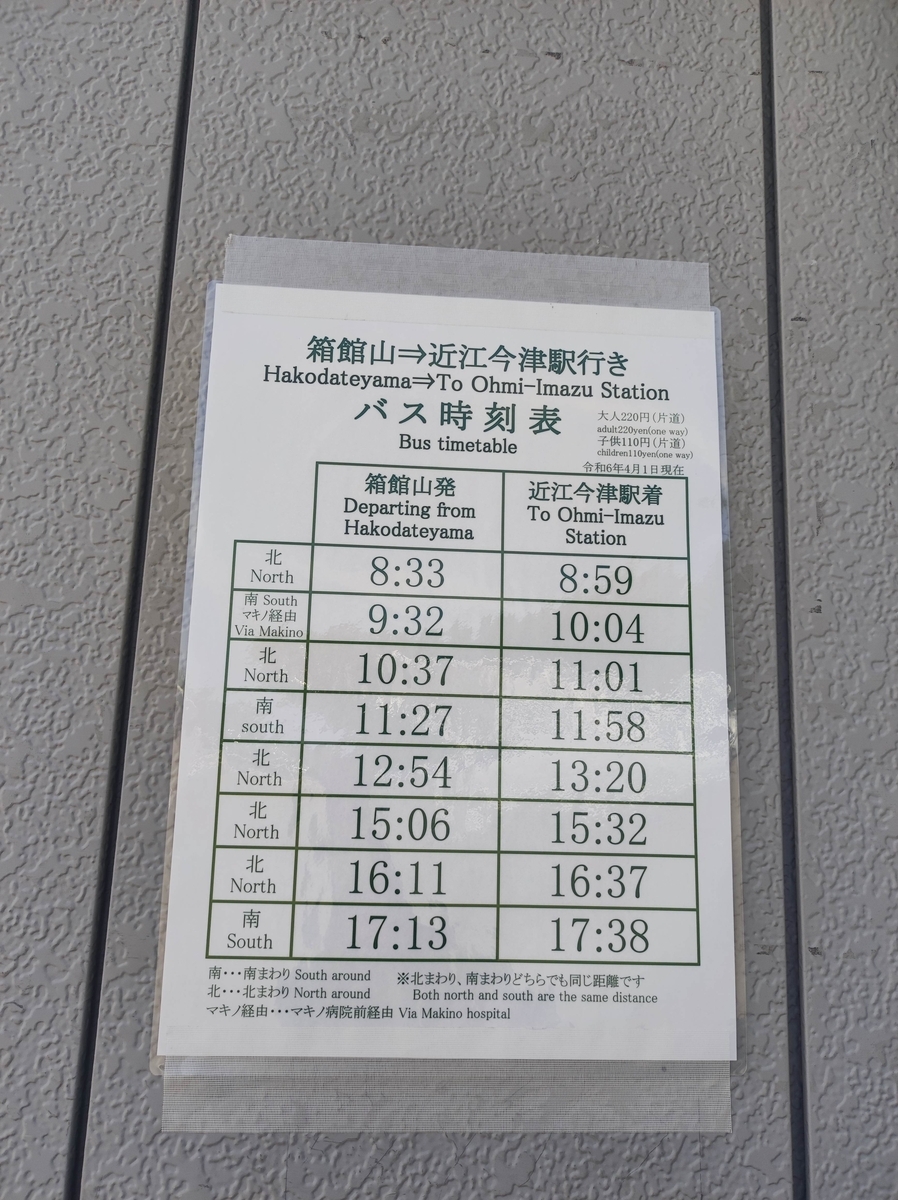 箱館山⇒近江今津駅行き
Hakodateyama⇒To Ohmi-Imazu Station
バス時刻表
Bus timetable
大人220円(片道)
adult220yen(one way)
子供110円(片道)
children110yen(one way)
令和6年4月1日現在
箱館山発 近江今津駅着
Departing from To Ohmi-Imazu
Hakodateyama Station
北
North 8:33 8:59
南 South
マキノ経由
Via Makino 9:32 10:04
北
North 10:37 11:01
南
south 11:27 11:58
北
North 12:54 13:20
北
North 15:06 15:32
北
North 16:11 16:37
南
South 17:13 17:38
南・・・南まわり South around ※北まわり、南まわりどちらでも同じ距離です
北・・・北まわり North around Both north and south are the same distance
マキノ経由・・・マキノ病院前経由 Via Makino hospital